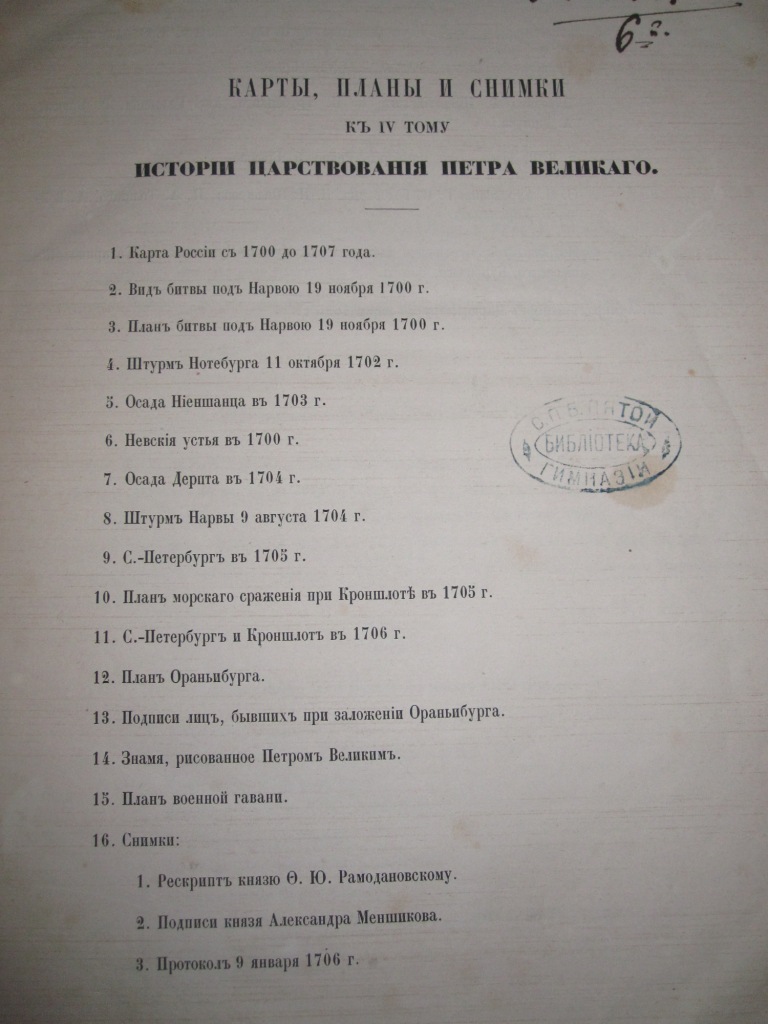 6 2.
КАРТЫ, ПЛАНЫ И СНИМКИ
КЪ IV ТОМУ
ИСТОРІИ ЦАРСТВОВАНІЯ ПЕТРА ВЕЛИКАГО.
1. Карта Россіи съ 1700 до 1707 года.
2. Видъ битвы подъ Нарвою 19 ноября 1700 г.
3. Планъ битвы подъ Нарвою 19 ноября 1700 г.
4. Штурмъ Нотебурга 11 октября 1702 г.
5. Осада Ніеншанца въ 1703 г.
С.П.Б. ПЯТОЙ
БИБЛІОТЕКА
ГИМНАЗІИ
6. Невскія устья въ 1700 г.
7. Осада Дерпта въ 1704 г.
8. Штурмъ Нарвы 9 августа 1704 г.
9. С.-Петербургъ въ 1705 г.
10. Планъ морскаго сраженія при Кроншлотѣ въ 1705 г.
11. С.-Петербургъ и Кроншлотъ въ 1706 г.
12. Планъ Ораньибурга.
13. Подписи лицъ, бывшихъ при заложеніи Ораньибурга.
14. Знамя, рисованное Петромъ Великимъ.
15. Планъ военной гавани.
16. Снимки:
1. Рескриптъ князю Ѳ. Ю. Рамодановскому.
2. Подписи князя Александра Меншикова.
3. Протоколъ 9 января 1706 г.